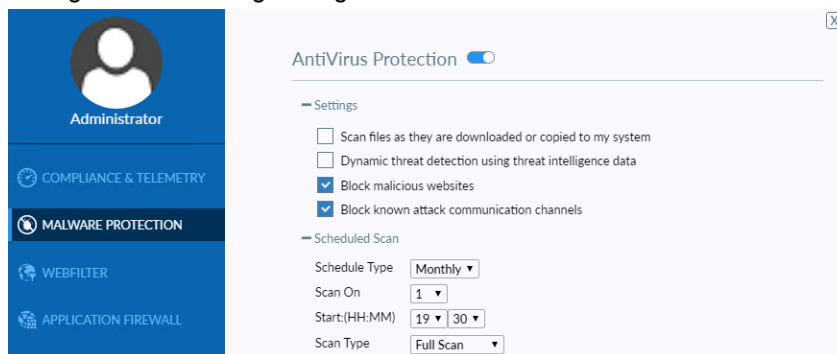 X
AntiVirus Protection
Settings
Administrator
Scan files as they are downloaded or copied to my system
Dynamic threat detection using threat intelligence data
COMPLIANCE & TELEMETRY
Block malicious websites
Block known attack communication channels
MALWARE PROTECTION
Scheduled Scan
WEBFILTER
Schedule Type Monthly
Scan On 1
APPLICATION FIREWALL
Start:(HH:MM) 19 30
Scan Type Full Scan